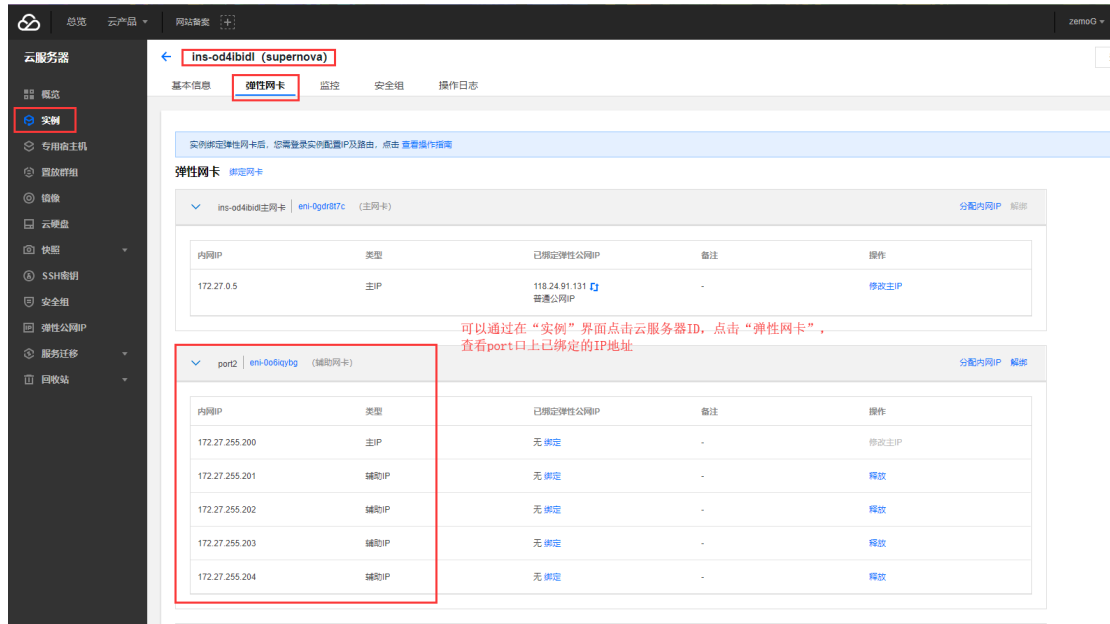 总览 云产品 网站备案 zemoG
云服务器
概览
实例
专用宿主机
置放群组
镜像
云硬盘
快照
SSH密钥
安全组
弹性公网IP
服务迁移
回收站
ins-od4ibidl（supernova）
基本信息 弹性网卡 监控 安全组 操作日志
实例绑定弹性网卡后，您需登录实例配置IP及路由，点击 查看操作指南
弹性网卡 绑定网卡
ins-od4ibidl主网卡 eni-0gdr8t7c （主网卡） 分配内网IP 解绑
内网IP 类型 已绑定弹性公网IP 备注 操作
172.27.0.5 主IP 118.24.91.131 - 修改主IP
普通公网IP
可以通过在“实例”界面点击云服务器ID，点击“弹性网卡”，
查看port口上已绑定的IP地址
port2 eni-0o6iqybg （辅助网卡） 分配内网IP 解绑
内网IP 类型 已绑定弹性公网IP 备注 操作
172.27.255.200 主IP 无 绑定 - 修改主IP
172.27.255.201 辅助IP 无 绑定 - 释放
172.27.255.202 辅助IP 无 绑定 - 释放
172.27.255.203 辅助IP 无 绑定 - 释放
172.27.255.204 辅助IP 无 绑定 - 释放